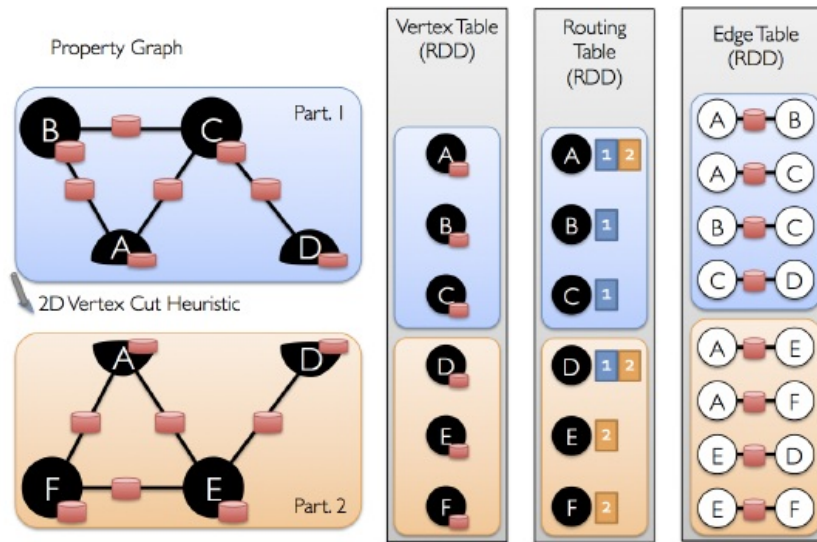 Property Graph
Part. 1
B
C
A
D
2D Vertex Cut Heuristic
A
D
F
E
Part. 2
Vertex Table
(RDD)
A
B
C
D
E
F
Routing
Table
(RDD)
A 1 2
B 1
C 1
D 1 2
E 2
F 2
Edge Table
(RDD)
A B
A C
B C
C D
A E
A F
E D
E F